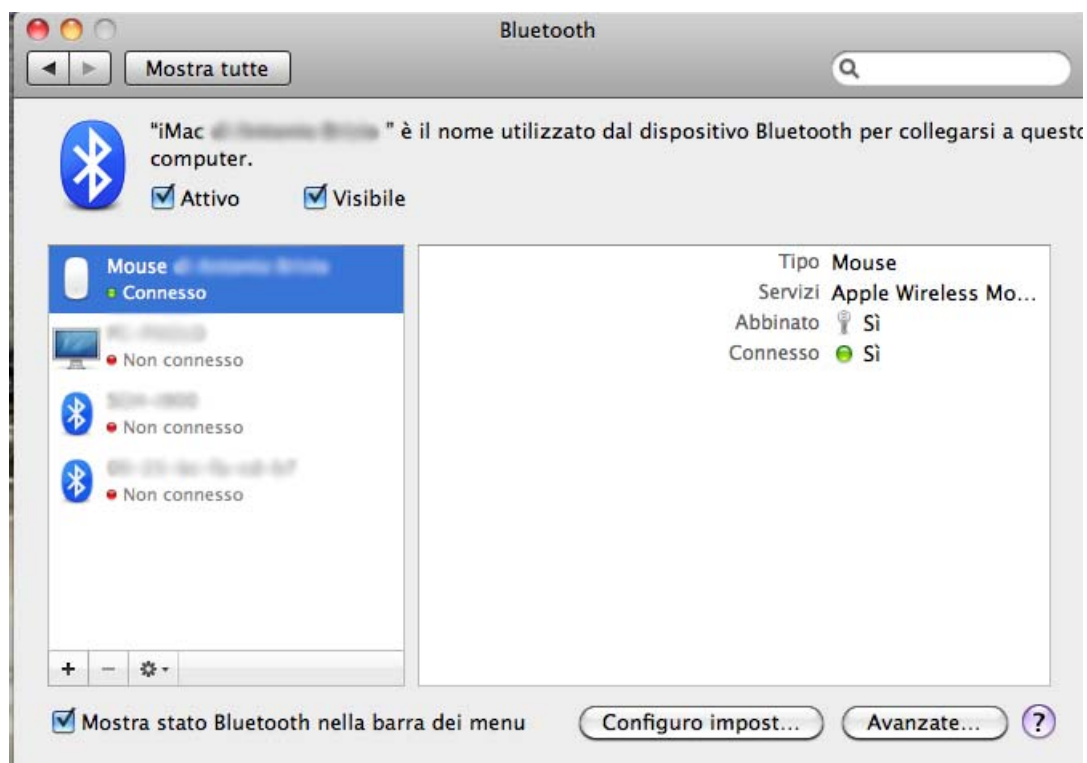 Bluetooth
Mostra tutte
"iMac " è il nome utilizzato dal dispositivo Bluetooth per collegarsi a questo
computer.
Attivo Visibile
Mouse
Connesso
Non connesso
Non connesso
Non connesso
Tipo Mouse
Servizi Apple Wireless Mo...
Abbinato Sì
Connesso Sì
+ −
Mostra stato Bluetooth nella barra dei menu Configuro impost... Avanzate... ?